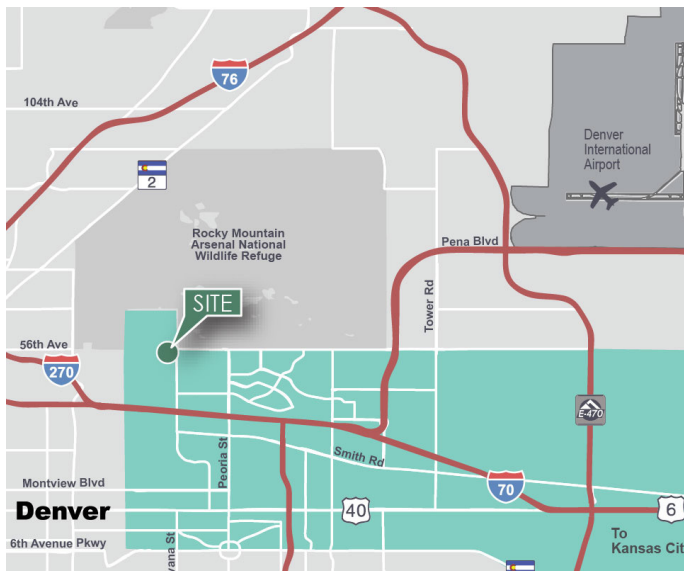 76
104th Ave
Denver
International
Airport
2
Rocky Mountain
Arsenal National
Wildlife Refuge
Pena Blvd
SITE
Tower Rd
56th Ave
270
E-470
Peoria St
Smith Rd
Montview Blvd
70
40
6
Denver
To
6th Avenue Pkwy